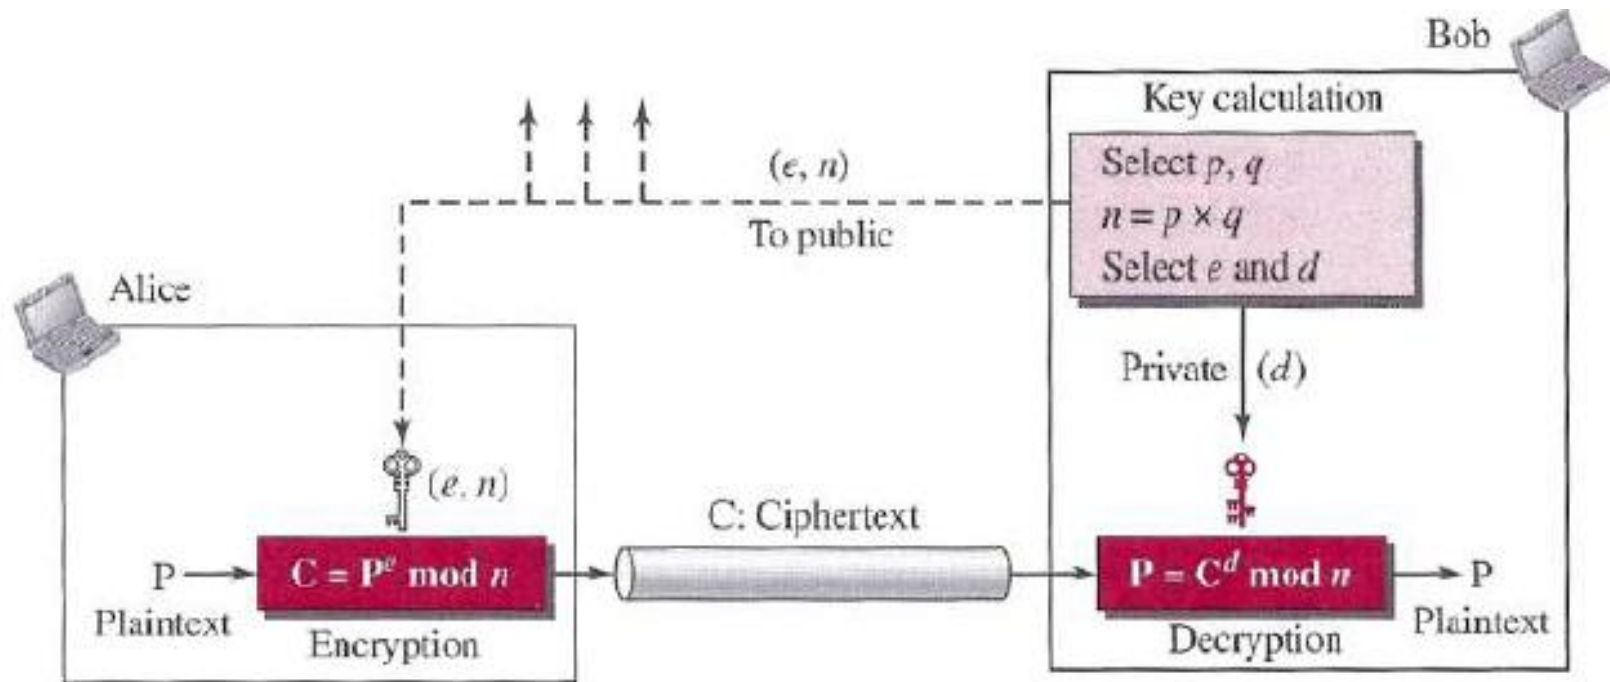 Bob
Key calculation
Select p, q
n = p × q
Select e and d
(e, n)
To public
Alice
Private (d)
(e, n)
C: Ciphertext
P
C = P^e mod n
P = C^d mod n
P
Plaintext
Encryption
Decryption
Plaintext